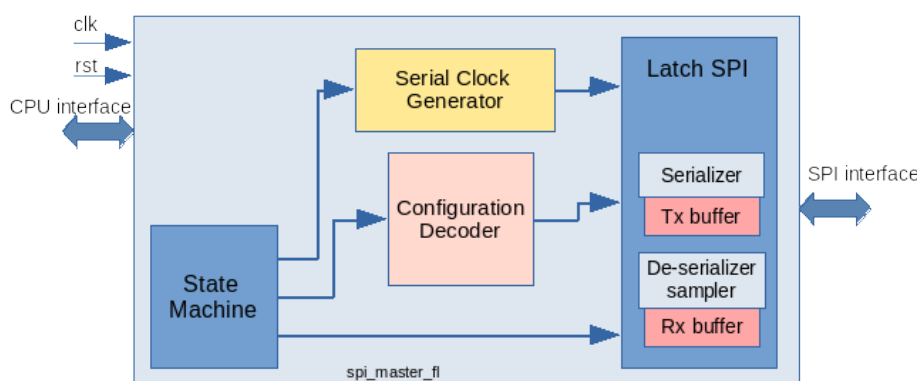 clk
rst
CPU interface
Serial Clock
Generator
Latch SPI
Configuration
Decoder
Serializer
Tx buffer
SPI interface
State
Machine
De-serializer
sampler
Rx buffer
spi_master_fl